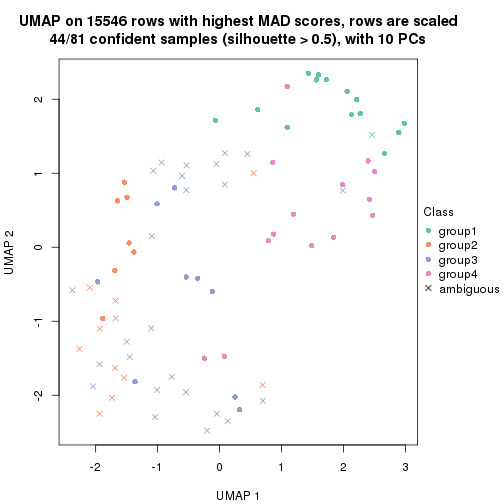 UMAP on 15546 rows with highest MAD scores, rows are scaled
44/81 confident samples (silhouette > 0.5), with 10 PCs
2
1
0
-1
-2
UMAP 2
-2
-1
0
1
2
3
UMAP 1
Class
group1
group2
group3
group4
ambiguous